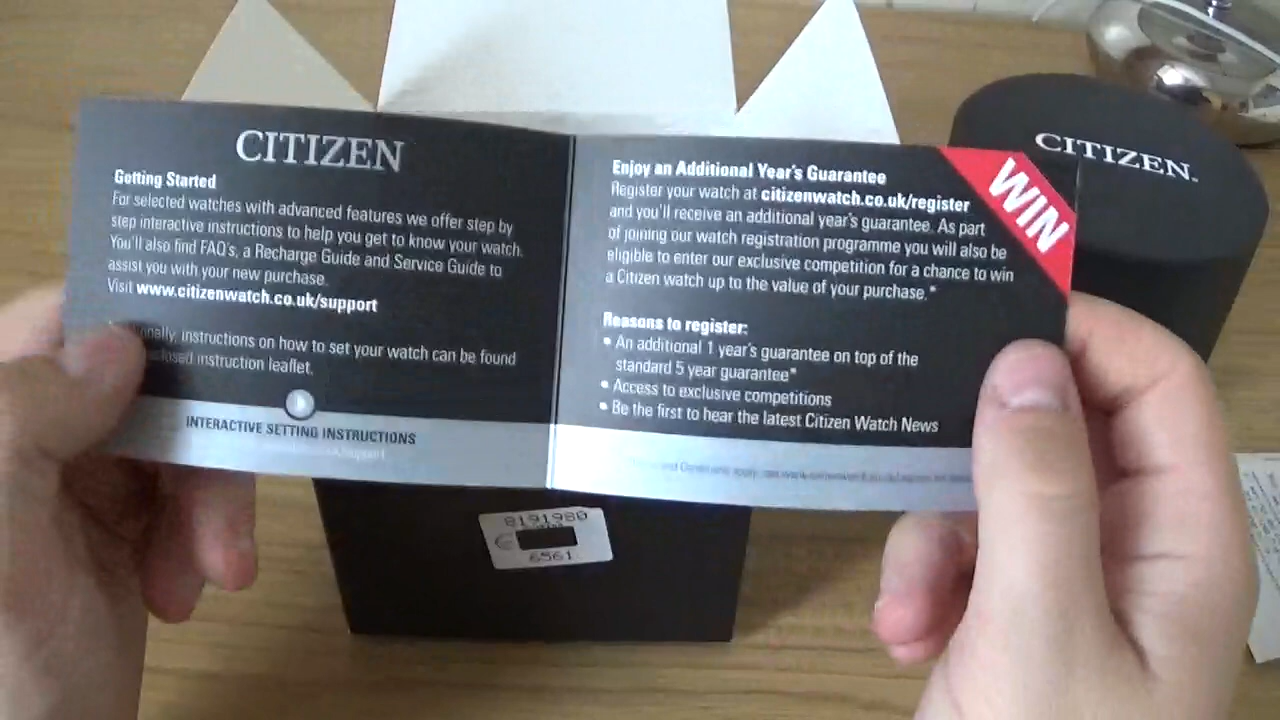 CITIZEN
Getting Started
For selected watches with advanced features we offer step by
step interactive instructions to help you get to know your watch.
You'll also find FAQ's, a Recharge Guide and Service Guide to
assist you with your new purchase.
Visit www.citizenwatch.co.uk/support
instructions on how to set your watch can be found
instruction leaflet.
INTERACTIVE SETTING INSTRUCTIONS
Enjoy an Additional Year's Guarantee
Register your watch at citizenwatch.co.uk/register
and you'll receive an additional year's guarantee. As part
of joining our watch registration programme you will also be
eligible to enter our exclusive competition for a chance to win
a Citizen watch up to the value of your purchase.*
Reasons to register:
• An additional 1 year's guarantee on top of the
standard 5 year guarantee*
• Access to exclusive competitions
• Be the first to hear the latest Citizen Watch News
WIN
CITIZEN
8191980
6561